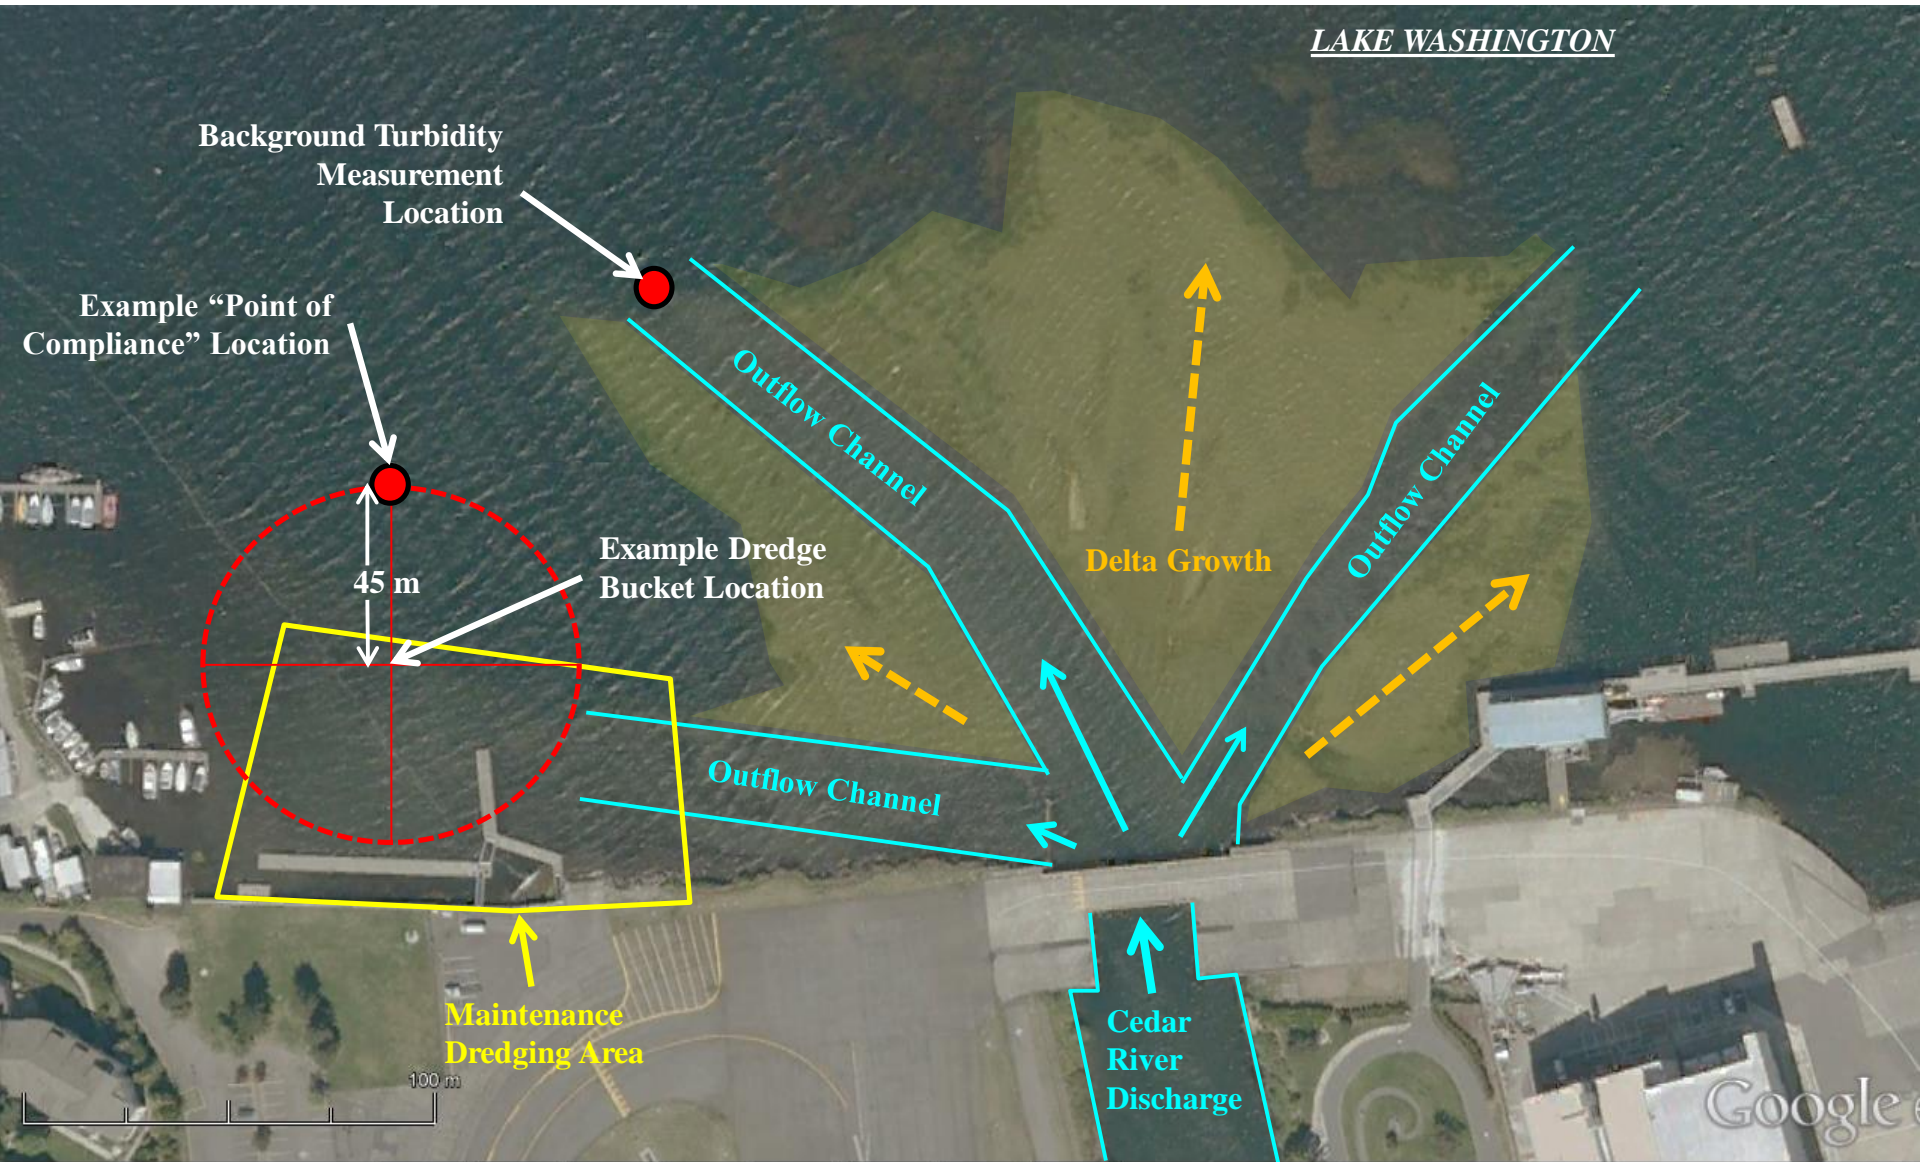 LAKE WASHINGTON
Background Turbidity
Measurement
Location
Example “Point of
Compliance” Location
Outflow Channel
Outflow Channel
45 m
Example Dredge
Bucket Location
Delta Growth
Outflow Channel
Maintenance
Dredging Area
Cedar
River
Discharge
100 m
Google